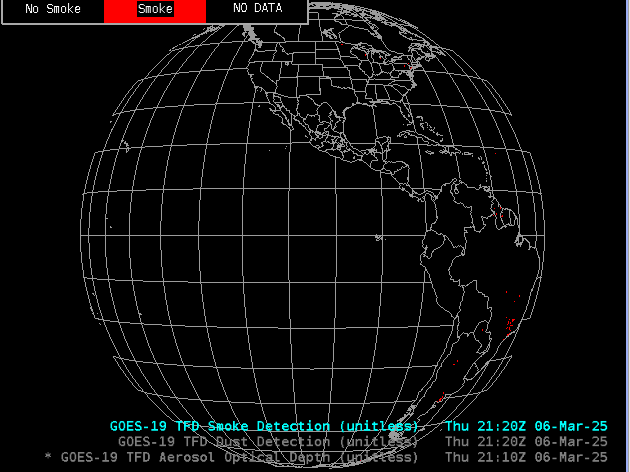 No Smoke Smoke NO DATA
GOES-19 TFD Smoke Detection (unitless) Thu 21:20Z 06-Mar-25
GOES-19 TFD Dust Detection (unitless) Thu 21:20Z 06-Mar-25
* GOES-19 TFD Aerosol Optical Depth (unitless) Thu 21:10Z 06-Mar-25